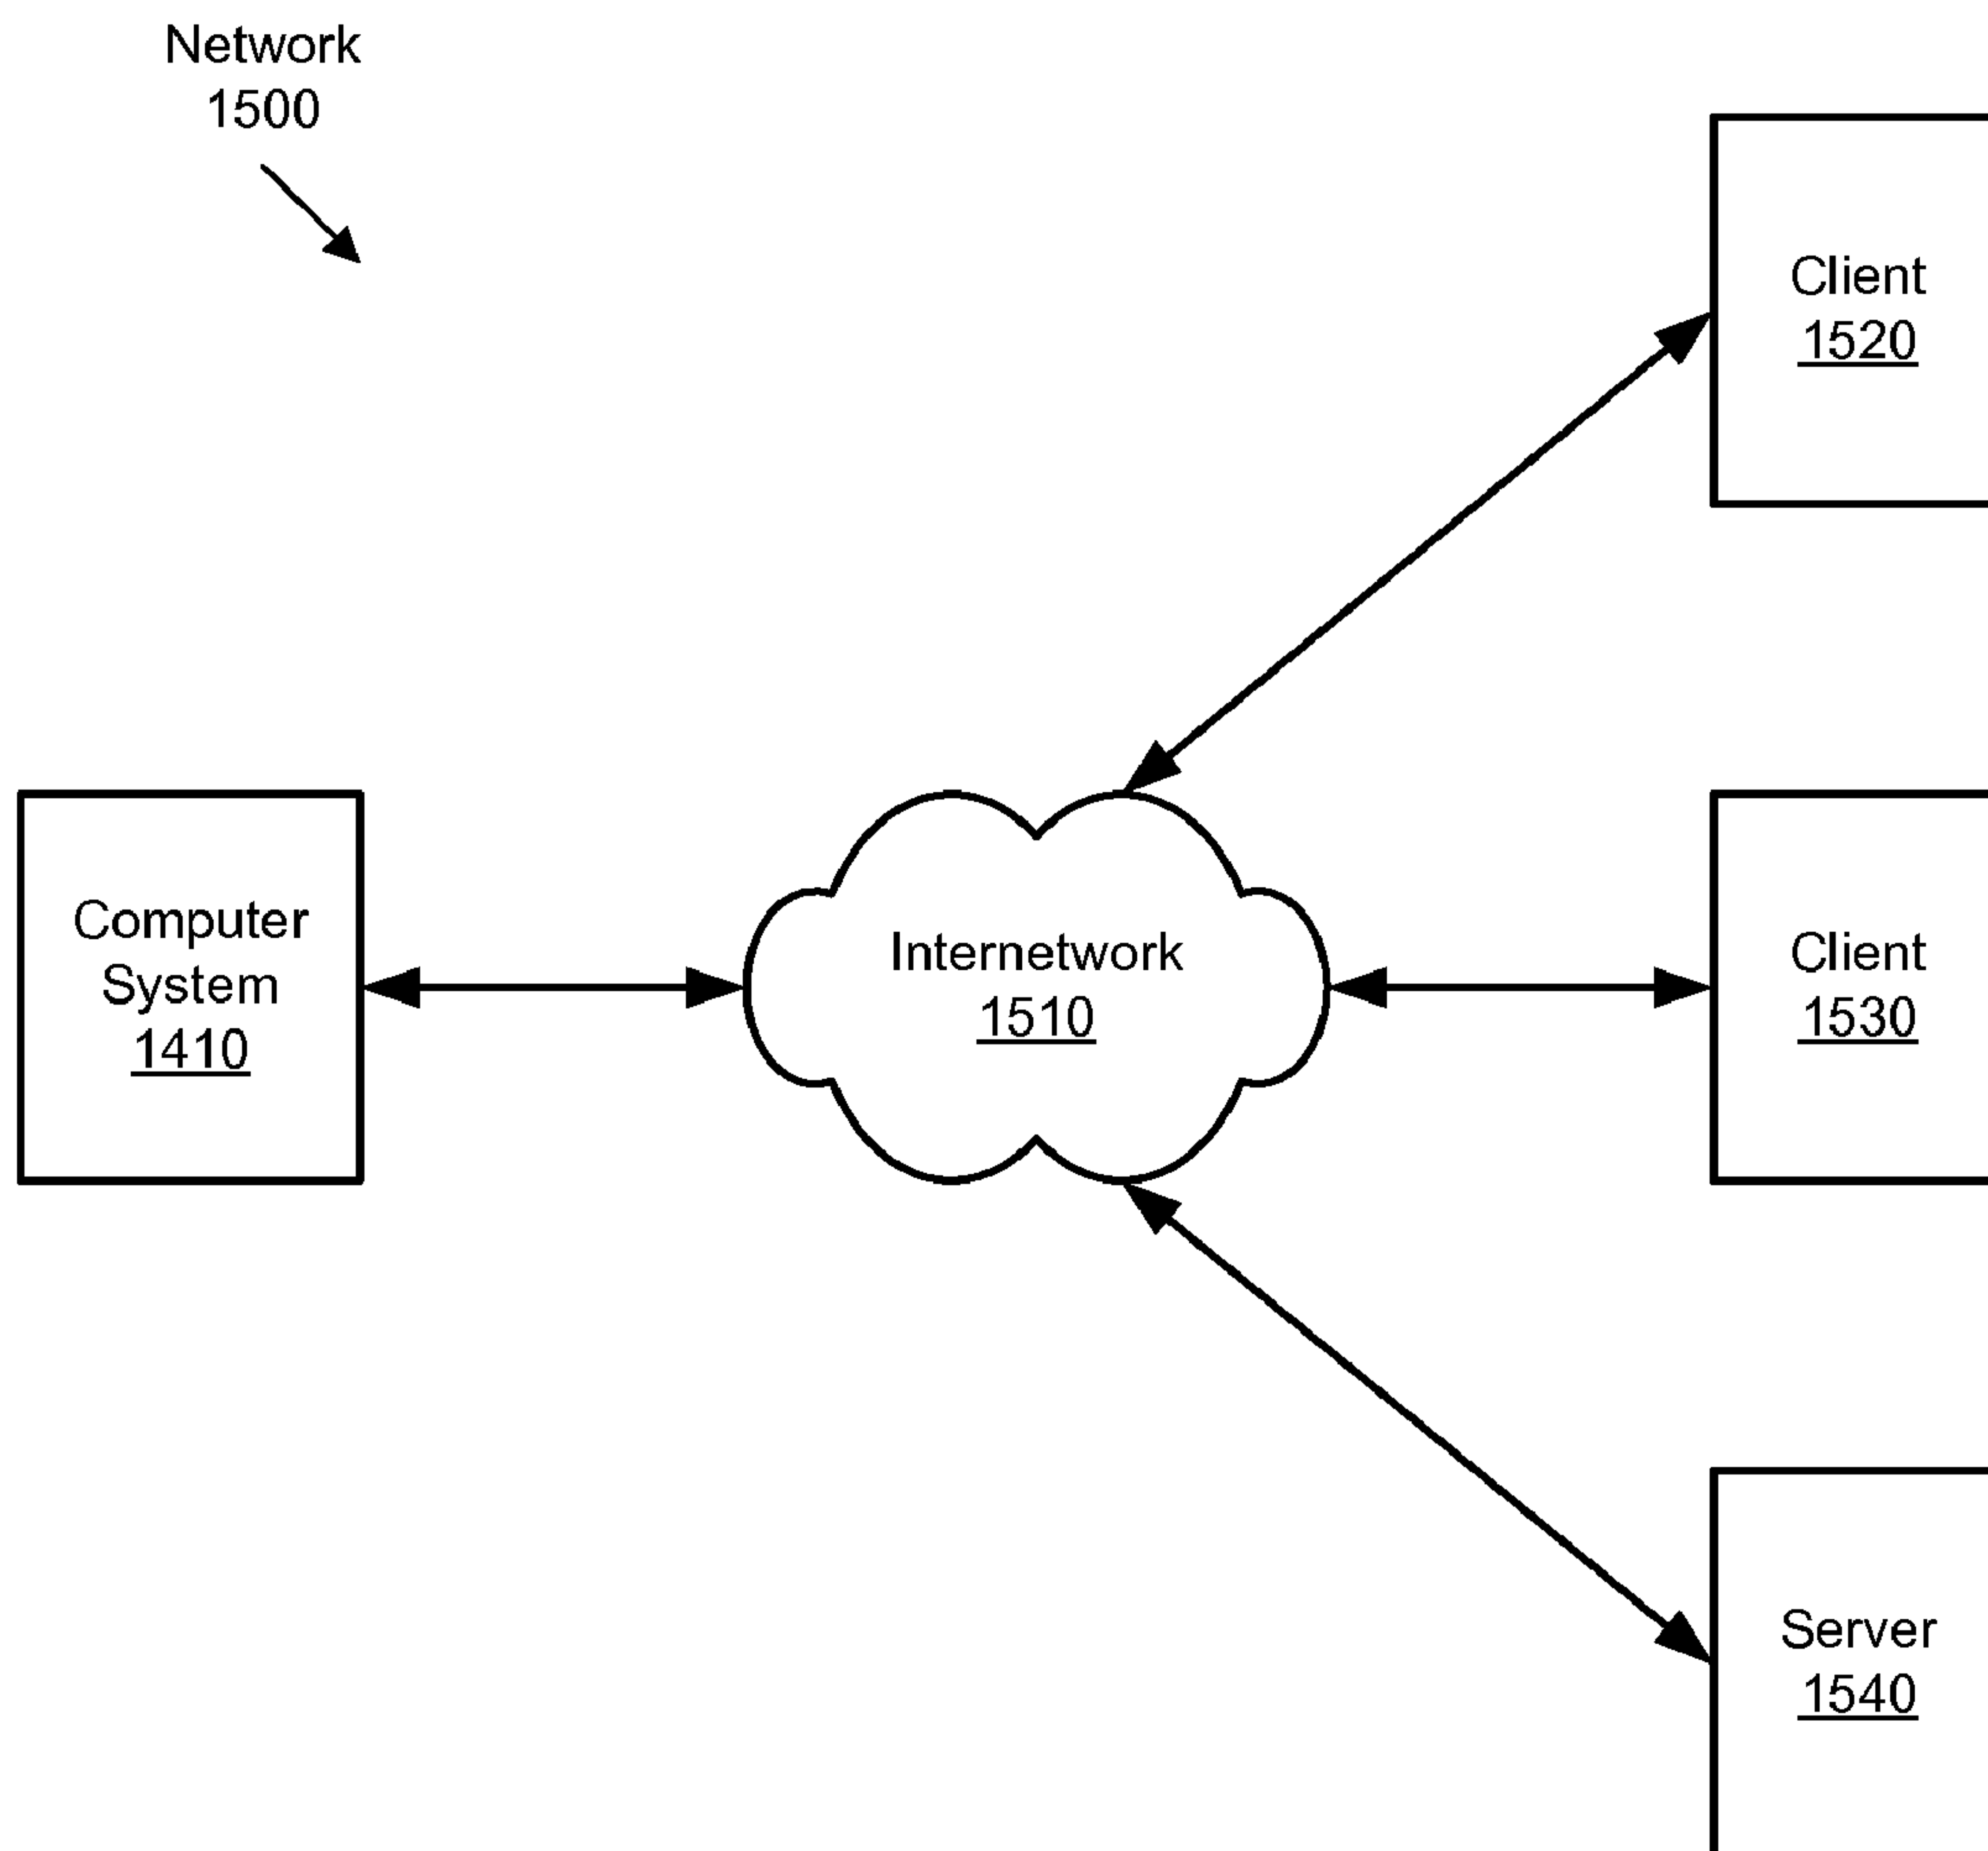 Network
1500
Client
1520
Computer
System
1410
Internetwork
1510
Client
1530
Server
1540